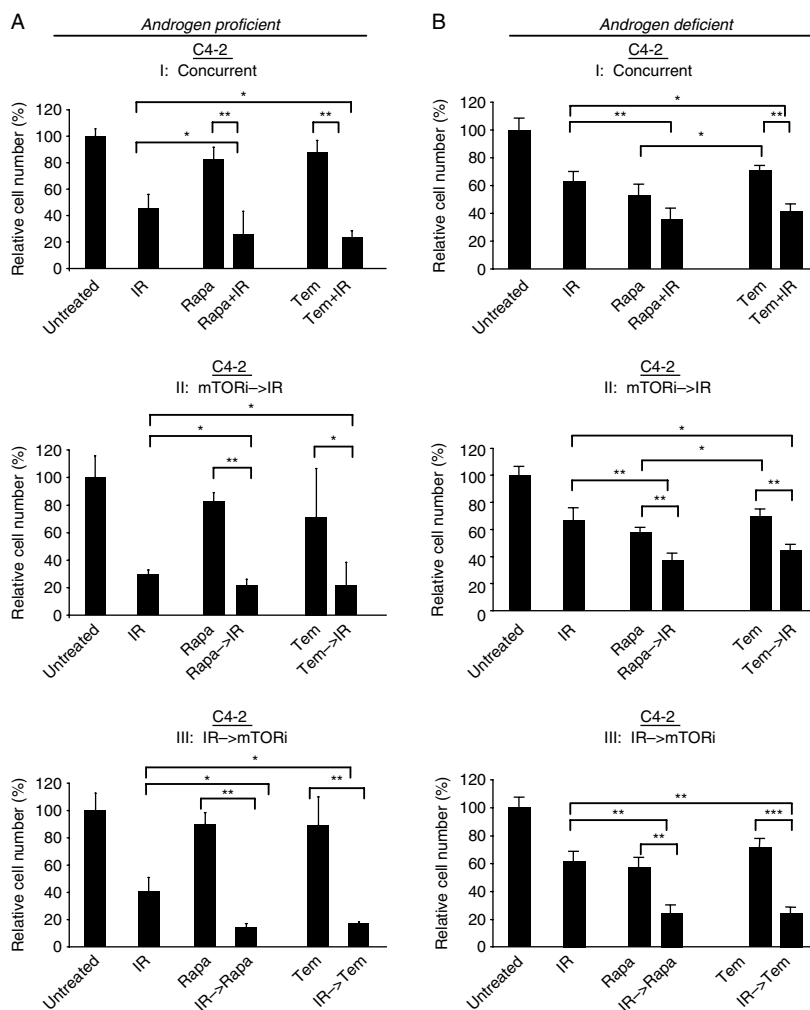 A
Androgen proficient
C4-2
I: Concurrent
Relative cell number (%)
120
100
80
60
40
20
0
*
*
**
**
Untreated
IR
Rapa
Rapa+IR
Tem
Tem+IR
C4-2
II: mTORi–>IR
Relative cell number (%)
120
100
80
60
40
20
0
*
*
**
*
Untreated
IR
Rapa
Rapa–>IR
Tem
Tem–>IR
C4-2
III: IR–>mTORi
Relative cell number (%)
120
100
80
60
40
20
0
*
*
**
**
Untreated
IR
Rapa
IR–>Rapa
Tem
IR–>Tem
B
Androgen deficient
C4-2
I: Concurrent
Relative cell number (%)
120
100
80
60
40
20
0
*
**
**
*
Untreated
IR
Rapa
Rapa+IR
Tem
Tem+IR
C4-2
II: mTORi–>IR
Relative cell number (%)
120
100
80
60
40
20
0
*
*
**
**
**
Untreated
IR
Rapa
Rapa–>IR
Tem
Tem–>IR
C4-2
III: IR–>mTORi
Relative cell number (%)
120
100
80
60
40
20
0
**
**
***
**
Untreated
IR
Rapa
IR–>Rapa
Tem
IR–>Tem